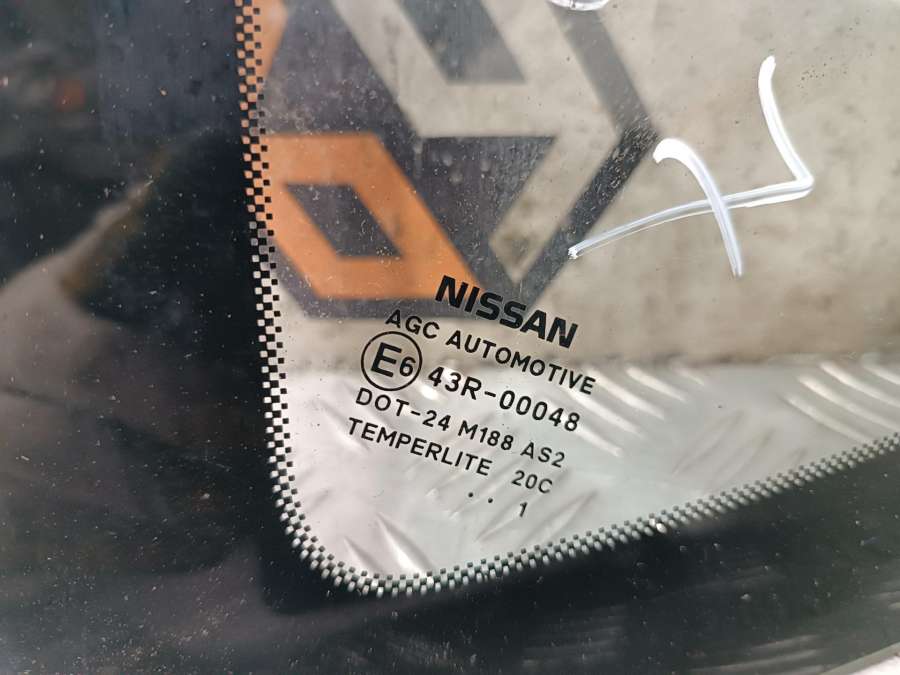 NISSAN
AGC AUTOMOTIVE
E6 43R-00048
DOT-24 M188 AS2
TEMPERLITE 20C
.. 1